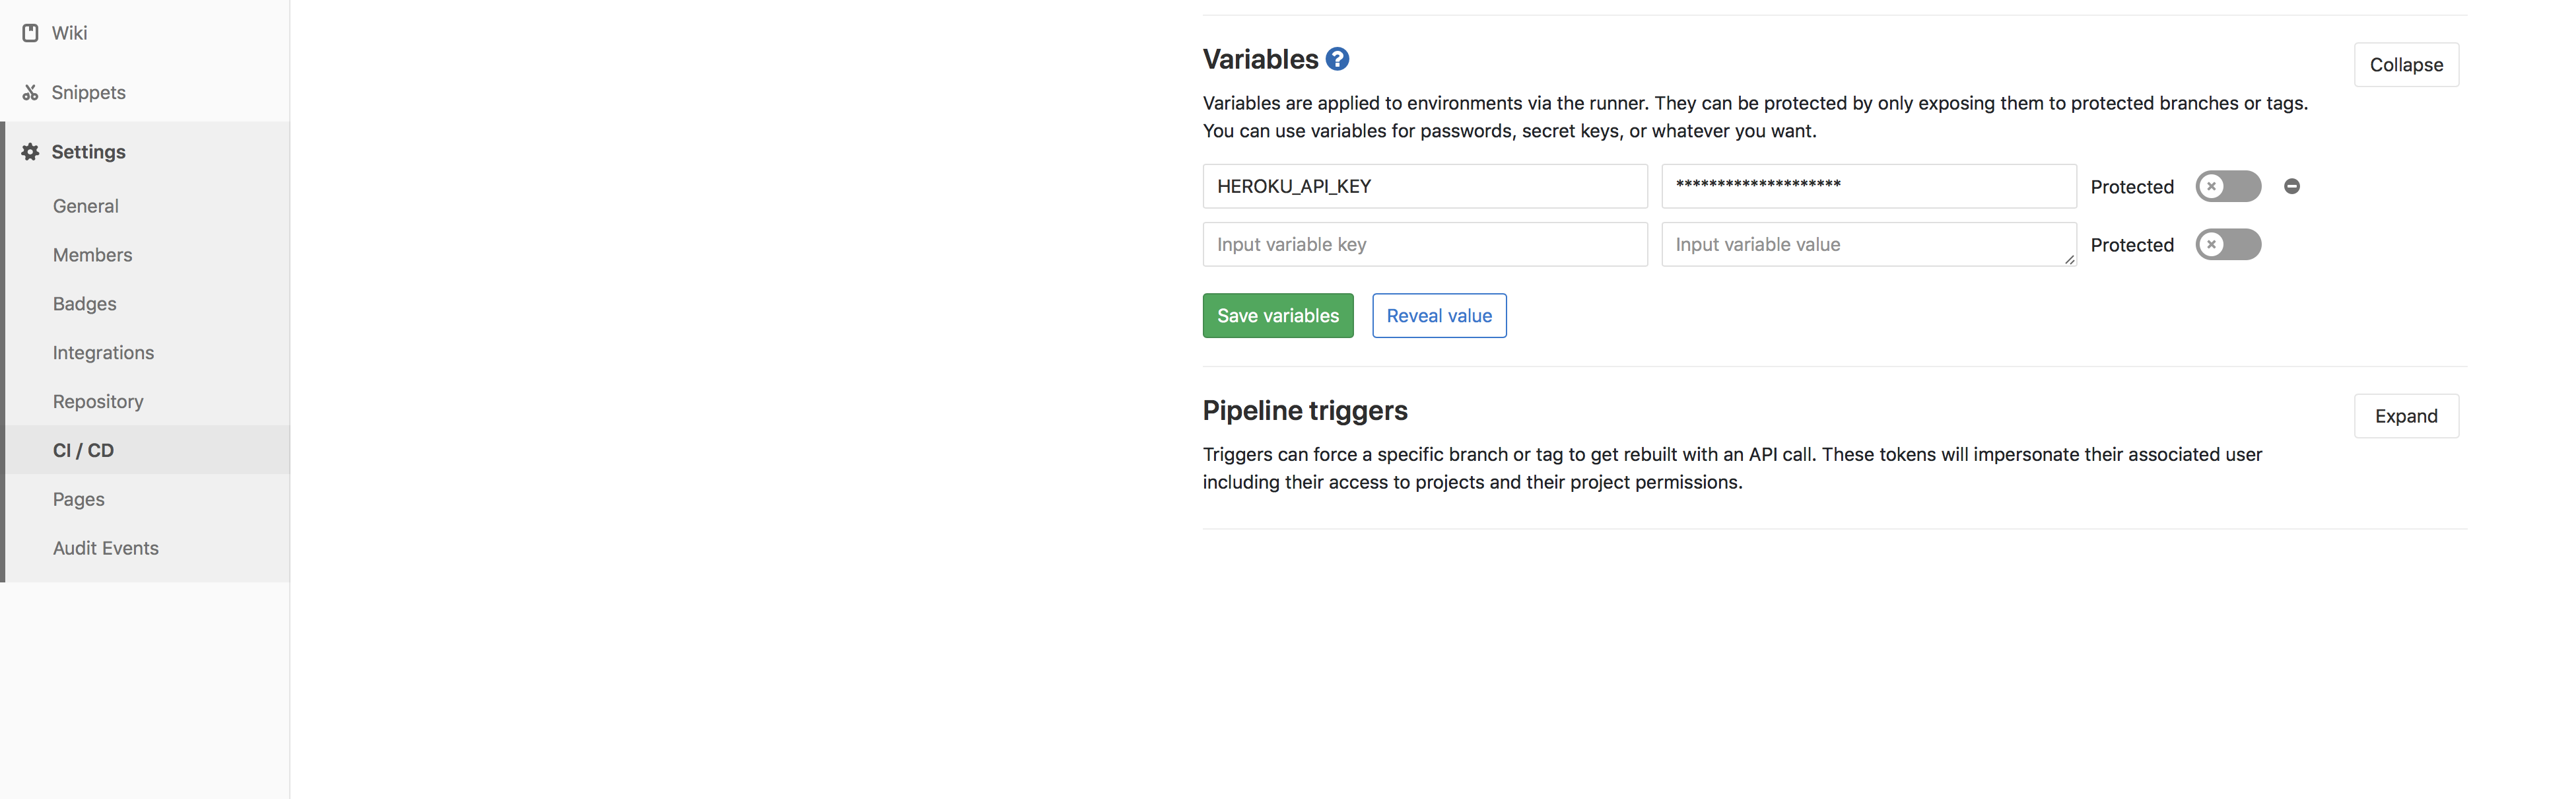 Wiki
Snippets
Settings
General
Members
Badges
Integrations
Repository
CI / CD
Pages
Audit Events
Variables ?
Collapse
Variables are applied to environments via the runner. They can be protected by only exposing them to protected branches or tags.
You can use variables for passwords, secret keys, or whatever you want.
HEROKU_API_KEY ******************** Protected
Input variable key Input variable value Protected
Save variables Reveal value
Pipeline triggers
Expand
Triggers can force a specific branch or tag to get rebuilt with an API call. These tokens will impersonate their associated user
including their access to projects and their project permissions.